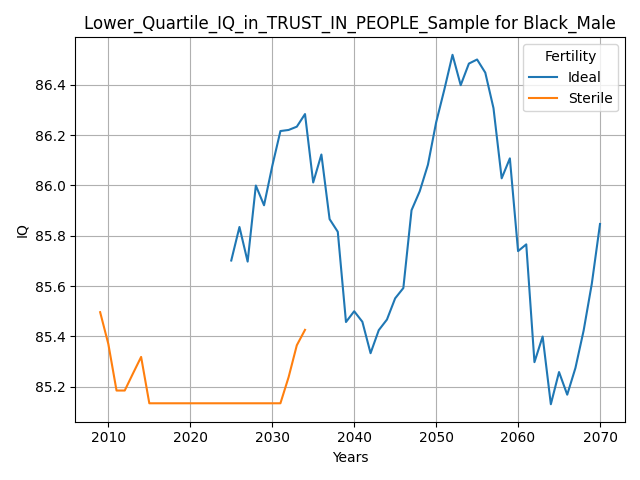 Lower_Quartile_IQ_in_TRUST_IN_PEOPLE_Sample for Black_Male
Fertility
Ideal
Sterile
86.4
86.2
86.0
85.8
85.6
85.4
85.2
IQ
2010 2020 2030 2040 2050 2060 2070
Years